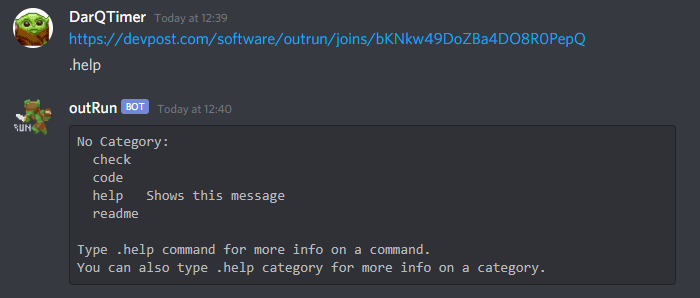 DarQTimer Today at 12:39
https://devpost.com/software/outrun/joins/bKNkw49DoZBa4DO8R0PepQ
.help
outRun BOT Today at 12:40
RUN
No Category:
  check
  code
  help   Shows this message
  readme
Type .help command for more info on a command.
You can also type .help category for more info on a category.